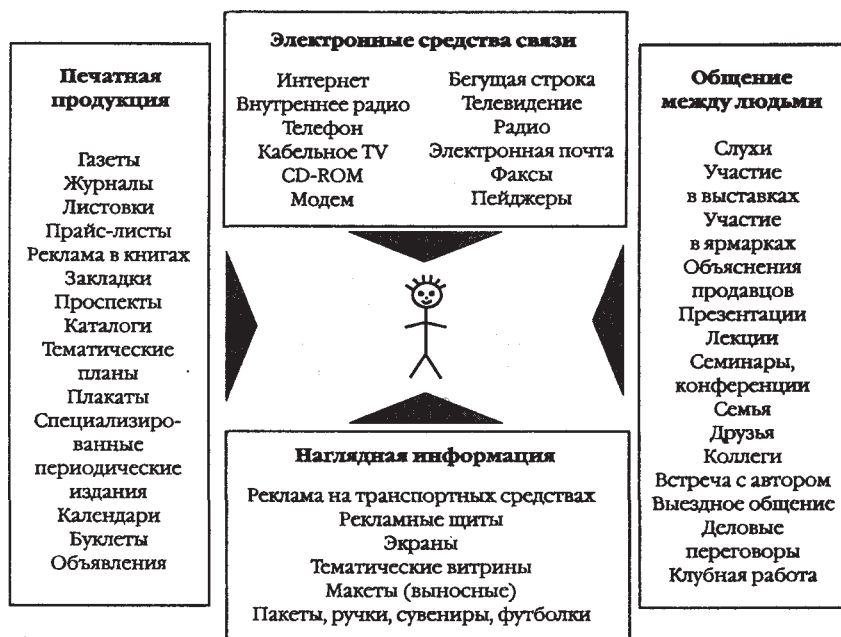 Печатная
продукция
Газеты
Журналы
Листовки
Прайс-листы
Реклама в книгах
Закладки
Проспекты
Каталоги
Тематические
планы
Плакаты
Специализиро-
ванные
периодические
издания
Календари
Буклеты
Объявления
Электронные средства связи
Интернет
Внутреннее радио
Телефон
Кабельное TV
CD-ROM
Модем
Бегущая строка
Телевидение
Радио
Электронная почта
Факсы
Пейджеры
Общение
между людьми
Слухи
Участие
в выставках
Участие
в ярмарках
Объяснения
продавцов
Презентации
Лекции
Семинары,
конференции
Семья
Друзья
Коллеги
Встреча с автором
Выездное общение
Деловые
переговоры
Клубная работа
Наглядная информация
Реклама на транспортных средствах
Рекламные щиты
Экраны
Тематические витрины
Макеты (выносные)
Пакеты, ручки, сувениры, футболки